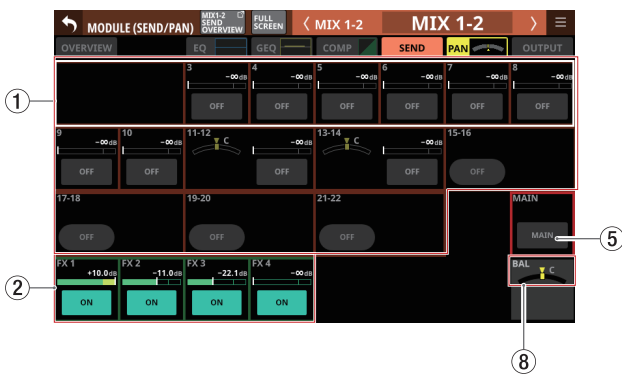 MODULE (SEND/PAN)
MIX1-2
SEND
OVERVIEW
FULL
SCREEN
MIX 1-2
MIX 1-2
OVERVIEW EQ GEQ COMP SEND PAN OUTPUT
3 4 5 6 7 8
-∞dB -∞dB -∞dB -∞dB -∞dB -∞dB
1
OFF OFF OFF OFF OFF OFF
9 10 11-12 13-14 15-16
-∞dB -∞dB C -∞dB C -∞dB
OFF OFF OFF OFF OFF
17-18 19-20 21-22 MAIN
OFF OFF OFF MAIN
5
FX 1 FX 2 FX 3 FX 4 BAL
+10.0dB -11.0dB -22.1dB -∞dB C
2
ON ON ON ON
8